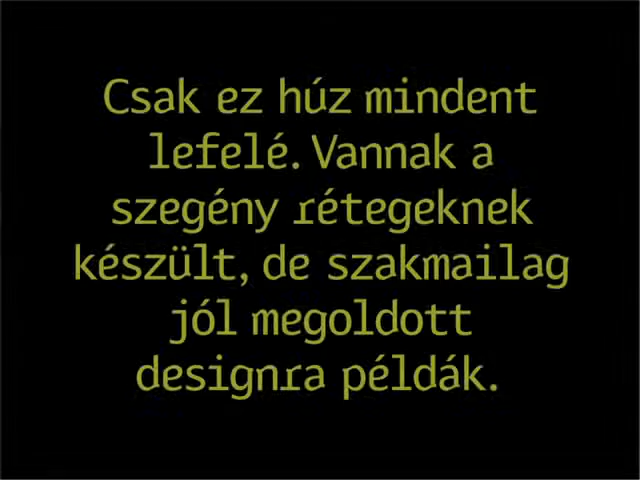 Csak ez húz mindent
lefelé. Vannak a
szegény rétegeknek
készült, de szakmailag
jól megoldott
designra példák.